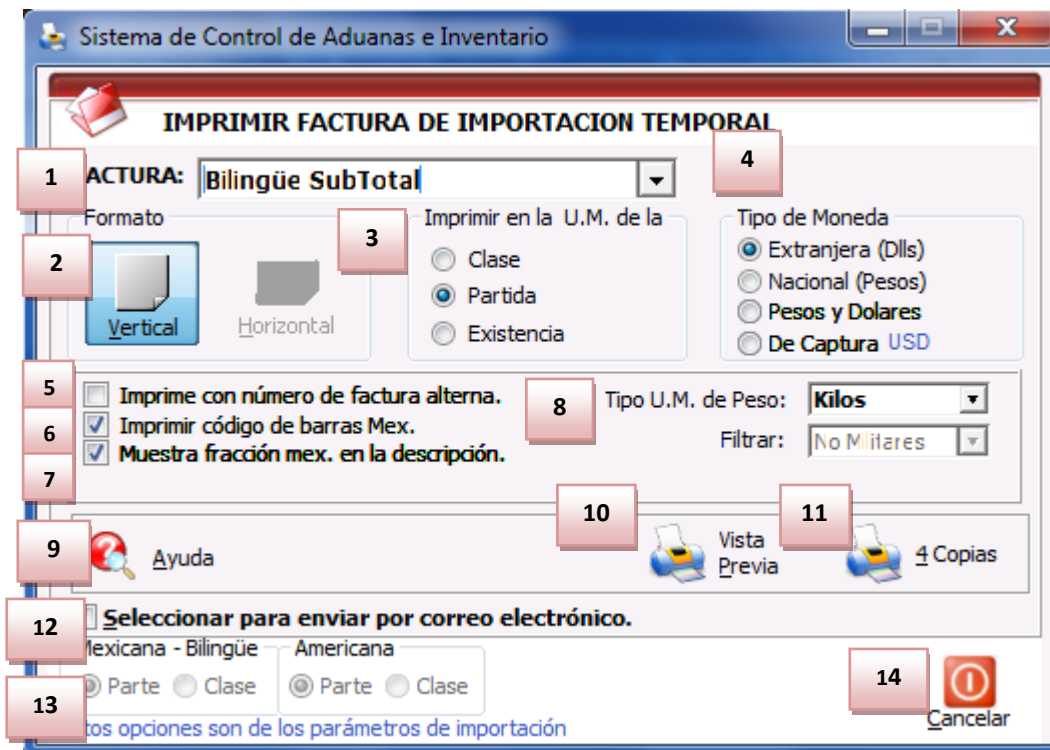 Sistema de Control de Aduanas e Inventario
IMPRIMIR FACTURA DE IMPORTACION TEMPORAL
4
1 ACTURA: Bilingüe SubTotal
Formato 3 Imprimir en la U.M. de la Tipo de Moneda
2 Vertical Horizontal
Clase
Partida
Existencia
Extranjera (Dlls)
Nacional (Pesos)
Pesos y Dolares
De Captura USD
5 Imprime con número de factura alterna.
6 Imprimir código de barras Mex.
7 Muestra fracción mex. en la descripción.
8 Tipo U.M. de Peso: Kilos
Filtrar: No Militares
9 Ayuda
10 Vista Previa
11 4 Copias
12 Seleccionar para enviar por correo electrónico.
Mexicana - Bilingüe Americana
13 Parte Clase Parte Clase
tos opciones son de los parámetros de importación
14 Cancelar